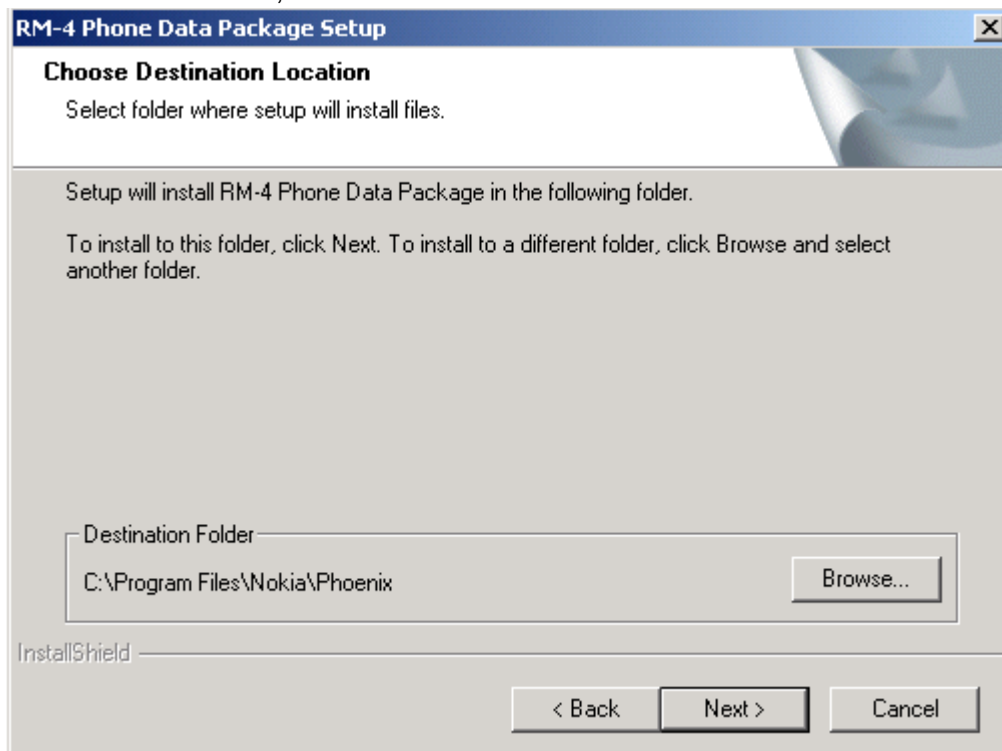 RM-4 Phone Data Package Setup
Choose Destination Location
Select folder where setup will install files.
Setup will install RM-4 Phone Data Package in the following folder.
To install to this folder, click Next. To install to a different folder, click Browse and select
another folder.
Destination Folder
C:\Program Files\Nokia\Phoenix
Browse...
InstallShield
< Back
Next >
Cancel